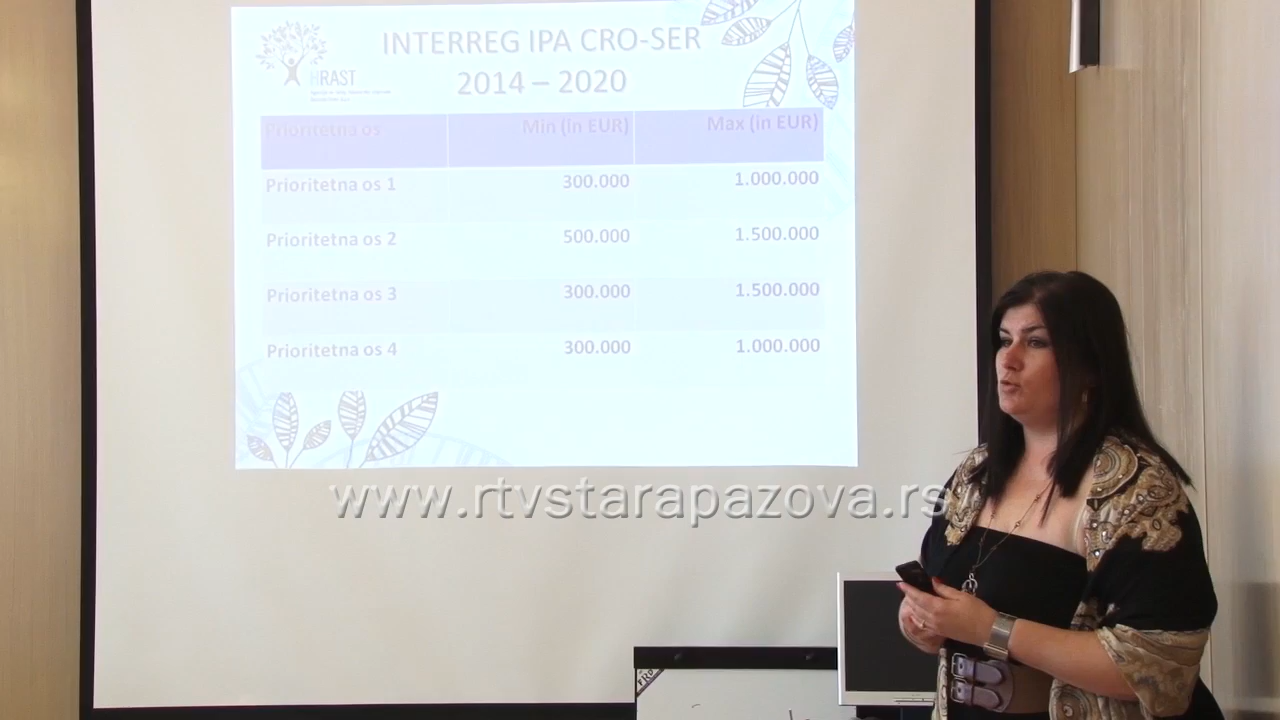 INTERREG IPA CRO-SER
2014 – 2020
HRAST
Prioritetna os Min (in EUR) Max (in EUR)
Prioritetna os 1 300.000 1.000.000
Prioritetna os 2 500.000 1.500.000
Prioritetna os 3 300.000 1.500.000
Prioritetna os 4 300.000 1.000.000
www.rtvstarapazova.rs